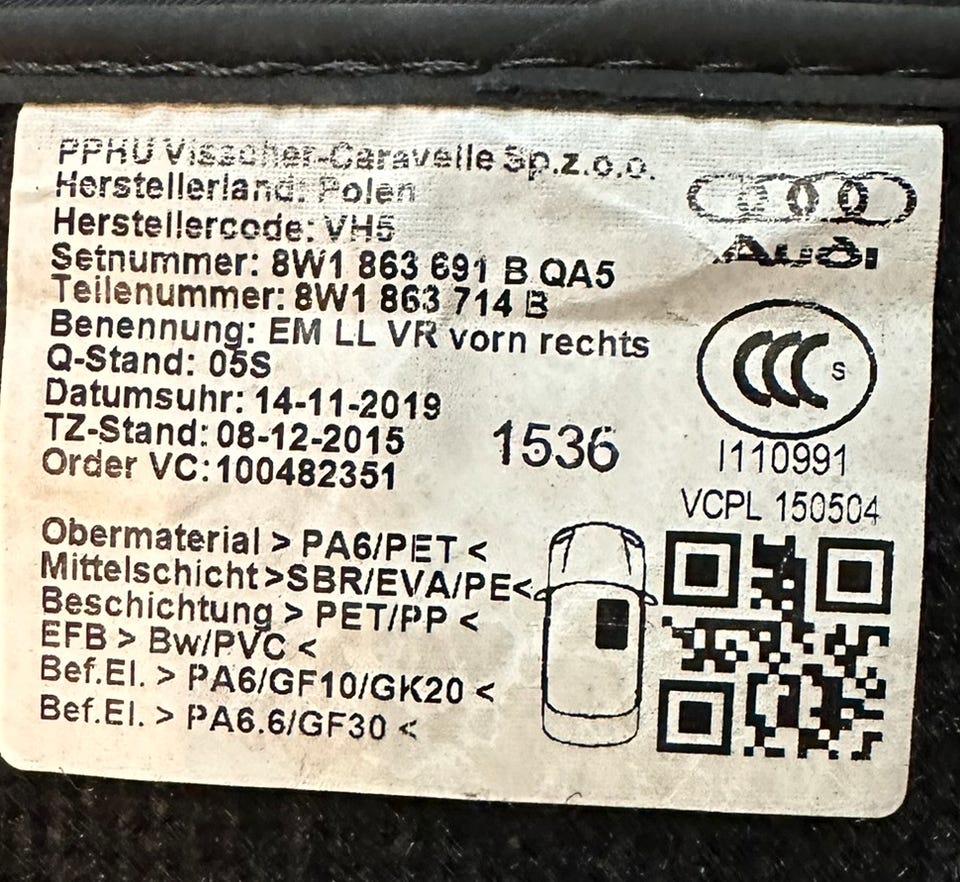 PPHU Visscher-Caravelle Sp.z.o.o.
Herstellerland: Polen
Herstellercode: VH5
Setnummer: 8W1 863 691 B QA5
Teilenummer: 8W1 863 714 B
Benennung: EM LL VR vorn rechts
Q-Stand: 05S
Datumsuhr: 14-11-2019
TZ-Stand: 08-12-2015
Order VC: 100482351
1536
Audi
CCC S
I110991
VCPL 150504
Obermaterial > PA6/PET <
Mittelschicht >SBR/EVA/PE<
Beschichtung > PET/PP <
EFB > Bw/PVC <
Bef.El. > PA6/GF10/GK20 <
Bef.El. > PA6.6/GF30 <